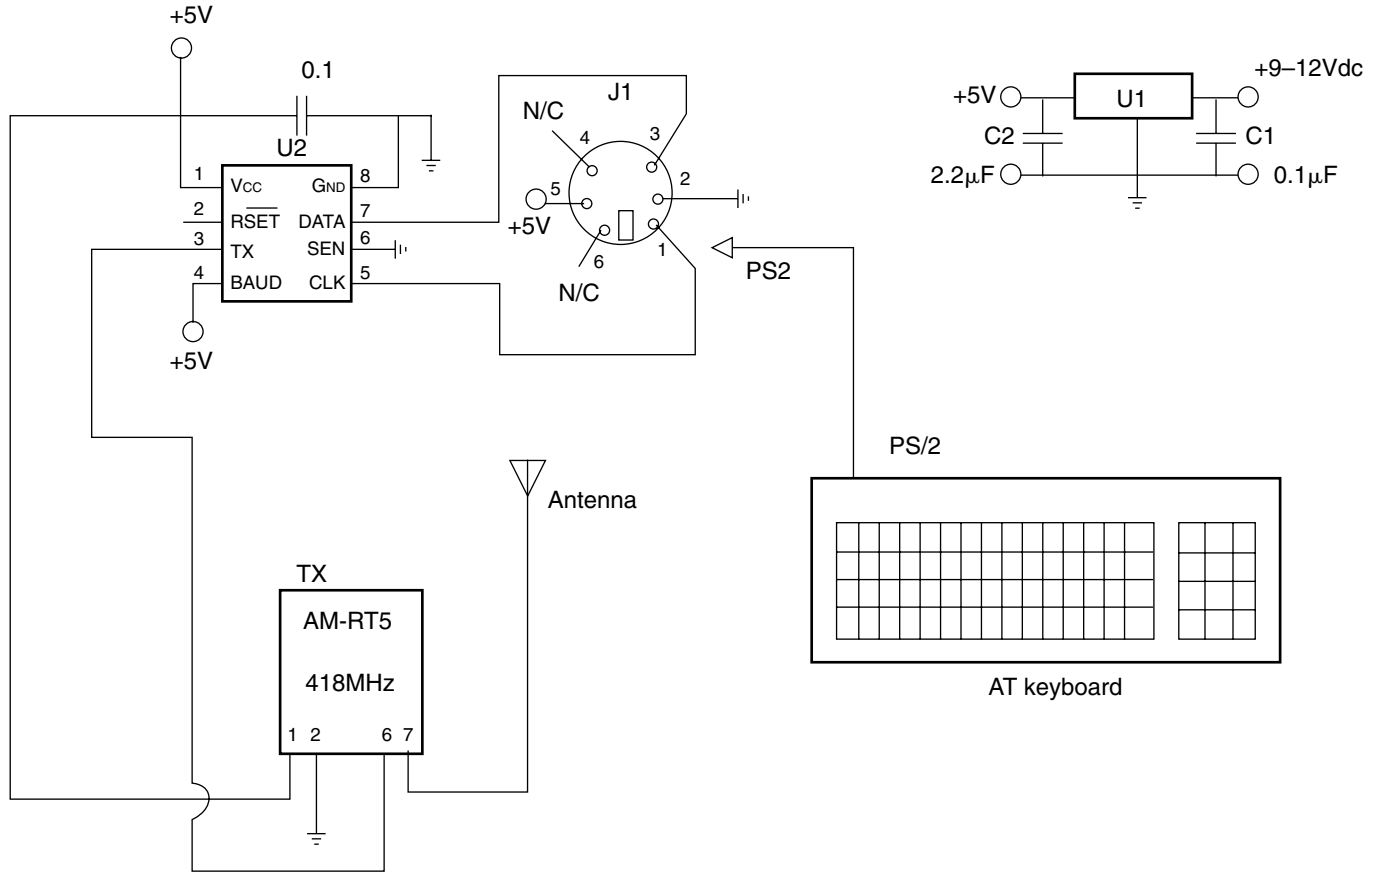 +5V
0.1
J1
N/C
+9–12Vdc
+5V
U1
C2
C1
2.2µF
0.1µF
U2
1
VCC
GND
8
2
RSET
DATA
7
3
TX
SEN
6
4
BAUD
CLK
5
+5V
4
3
5
2
+5V
6
1
N/C
PS2
PS/2
Antenna
TX
AM-RT5
418MHz
1 2 6 7
AT keyboard